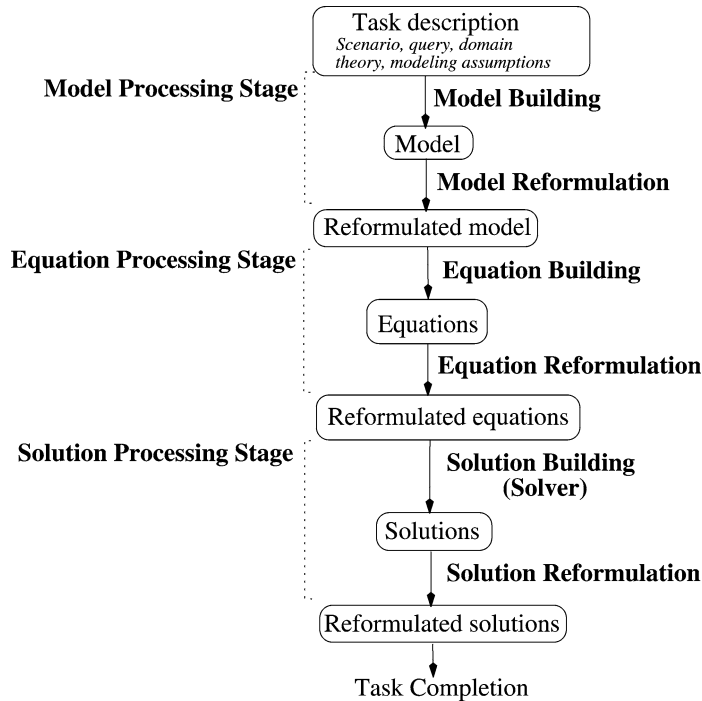 Task description
Scenario, query, domain
theory, modeling assumptions
Model Processing Stage
Model Building
Model
Model Reformulation
Reformulated model
Equation Processing Stage
Equation Building
Equations
Equation Reformulation
Reformulated equations
Solution Processing Stage
Solution Building
(Solver)
Solutions
Solution Reformulation
Reformulated solutions
Task Completion